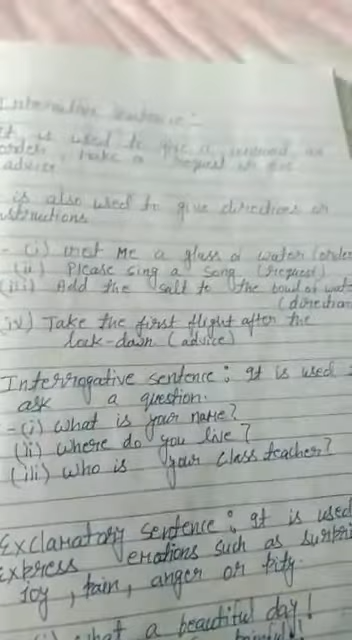 Sentence:-
It is used to give a command, an
order, make a request or
advice
is also used to give directions or
instructions
- (i) Get Me a glass of water (order
(ii) Please sing a song (request)
(iii) Add the salt to the bowl of wat
(direction
(iv) Take the first flight after the
lock-down (advice)
Interrogative sentence: It is used
ask a question.
- (i) What is your name?
(ii) Where do you live?
(iii) Who is your class teacher?
Exclamatory sentence: It is used
Express emotions such as surpri
Joy, pain, anger or pity.
what a beautiful day!